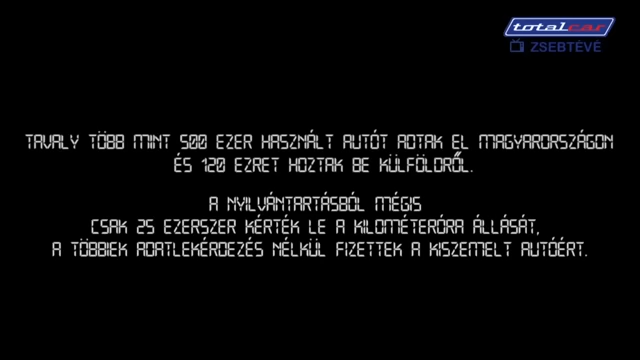 totalcar
ZSEBTÉVÉ
TAVALY TÖBB MINT 500 EZER HASZNÁLT AUTÓT ADTAK EL MAGYARORSZÁGON
ÉS 120 EZRET HOZTAK BE KÜLFÖLDRŐL.
A NYILVÁNTARTÁSBÓL MÉGIS
CSAK 25 EZERSZER KÉRTÉK LE A KILOMÉTERÓRA ÁLLÁSÁT,
A TÖBBIEK ADATLEKÉRDEZÉS NÉLKÜL FIZETTEK A KISZEMELT AUTÓÉRT.